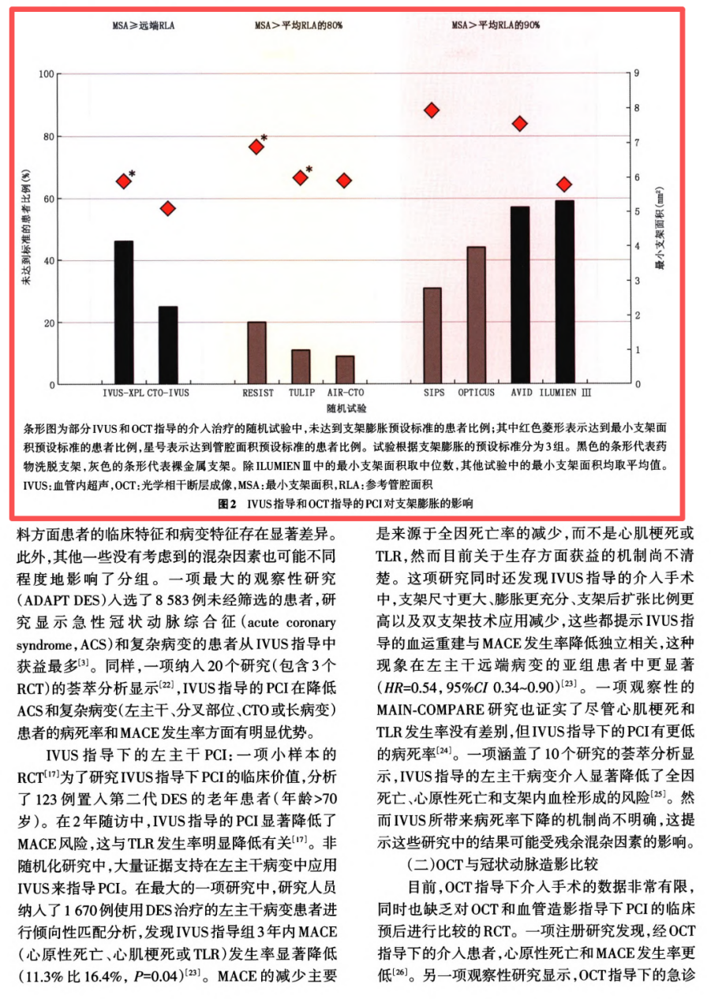 MSA≥远端RLA MSA＞平均RLA的80% MSA＞平均RLA的90%
100
80
60
40
20
0
未达到标准的患者比例(%)
9
8
7
6
5
4
3
2
1
0
最小支架面积(mm²)
*
*
*
IVUS-XPL CTO-IVUS RESIST TULIP AIR-CTO SIPS OPTICUS AVID ILUMIEN Ⅲ
随机试验
条形图为部分IVUS和OCT指导的介入治疗的随机试验中,未达到支架膨胀预设标准的患者比例;其中红色菱形表示达到最小支架面
积预设标准的患者比例,星号表示达到管腔面积预设标准的患者比例。试验根据支架膨胀的预设标准分为3组。黑色的条形代表药
物洗脱支架,灰色的条形代表裸金属支架。除ILUMIENⅢ中的最小支架面积取中位数,其他试验中的最小支架面积均取平均值。
IVUS:血管内超声,OCT:光学相干断层成像,MSA:最小支架面积,RLA:参考管腔面积
图2 IVUS指导和OCT指导的PCI对支架膨胀的影响
料方面患者的临床特征和病变特征存在显著差异。
此外,其他一些没有考虑到的混杂因素也可能不同
程度地影响了分组。一项最大的观察性研究
(ADAPT DES)入选了8 583例未经筛选的患者,研
究显示急性冠状动脉综合征(acute coronary
syndrome,ACS)和复杂病变的患者从IVUS指导中
获益最多[3]。同样,一项纳入20个研究(包含3个
RCT)的荟萃分析显示[22],IVUS指导的PCI在降低
ACS和复杂病变(左主干、分叉部位、CTO或长病变)
患者的病死率和MACE发生率方面有明显优势。
IVUS指导下的左主干PCI:一项小样本的
RCT[17]为了研究IVUS指导下PCI的临床价值,分析
了123例置入第二代DES的老年患者(年龄>70
岁)。在2年随访中,IVUS指导的PCI显著降低了
MACE风险,这与TLR发生率明显降低有关[17]。非
随机化研究中,大量证据支持在左主干病变中应用
IVUS来指导PCI。在最大的一项研究中,研究人员
纳入了1 670例使用DES治疗的左主干病变患者进
行倾向性匹配分析,发现IVUS指导组3年内MACE
(心原性死亡、心肌梗死或TLR)发生率显著降低
(11.3%比16.4%, P=0.04)[23]。MACE的减少主要
是来源于全因死亡率的减少,而不是心肌梗死或
TLR,然而目前关于生存方面获益的机制尚不清
楚。这项研究同时还发现IVUS指导的介入手术
中,支架尺寸更大、膨胀更充分、支架后扩张比例更
高以及双支架技术应用减少,这些都提示IVUS指
导的血运重建与MACE发生率降低独立相关,这种
现象在左主干远端病变的亚组患者中更显著
(HR=0.54, 95%CI 0.34~0.90)[23]。一项观察性的
MAIN-COMPARE研究也证实了尽管心肌梗死和
TLR发生率没有差别,但IVUS指导下的PCI有更低
的病死率[24]。一项涵盖了10个研究的荟萃分析显
示,IVUS指导的左主干病变介入显著降低了全因
死亡、心原性死亡和支架内血栓形成的风险[25]。然
而IVUS所带来病死率下降的机制尚不明确,这提
示这些研究中的结果可能受残余混杂因素的影响。
(二)OCT与冠状动脉造影比较
目前,OCT指导下介入手术的数据非常有限,
同时也缺乏对OCT和血管造影指导下PCI的临床
预后进行比较的RCT。一项注册研究发现,经OCT
指导下的介入患者,心原性死亡和MACE发生率更
低[26]。另一项观察性研究显示,OCT指导下的急诊